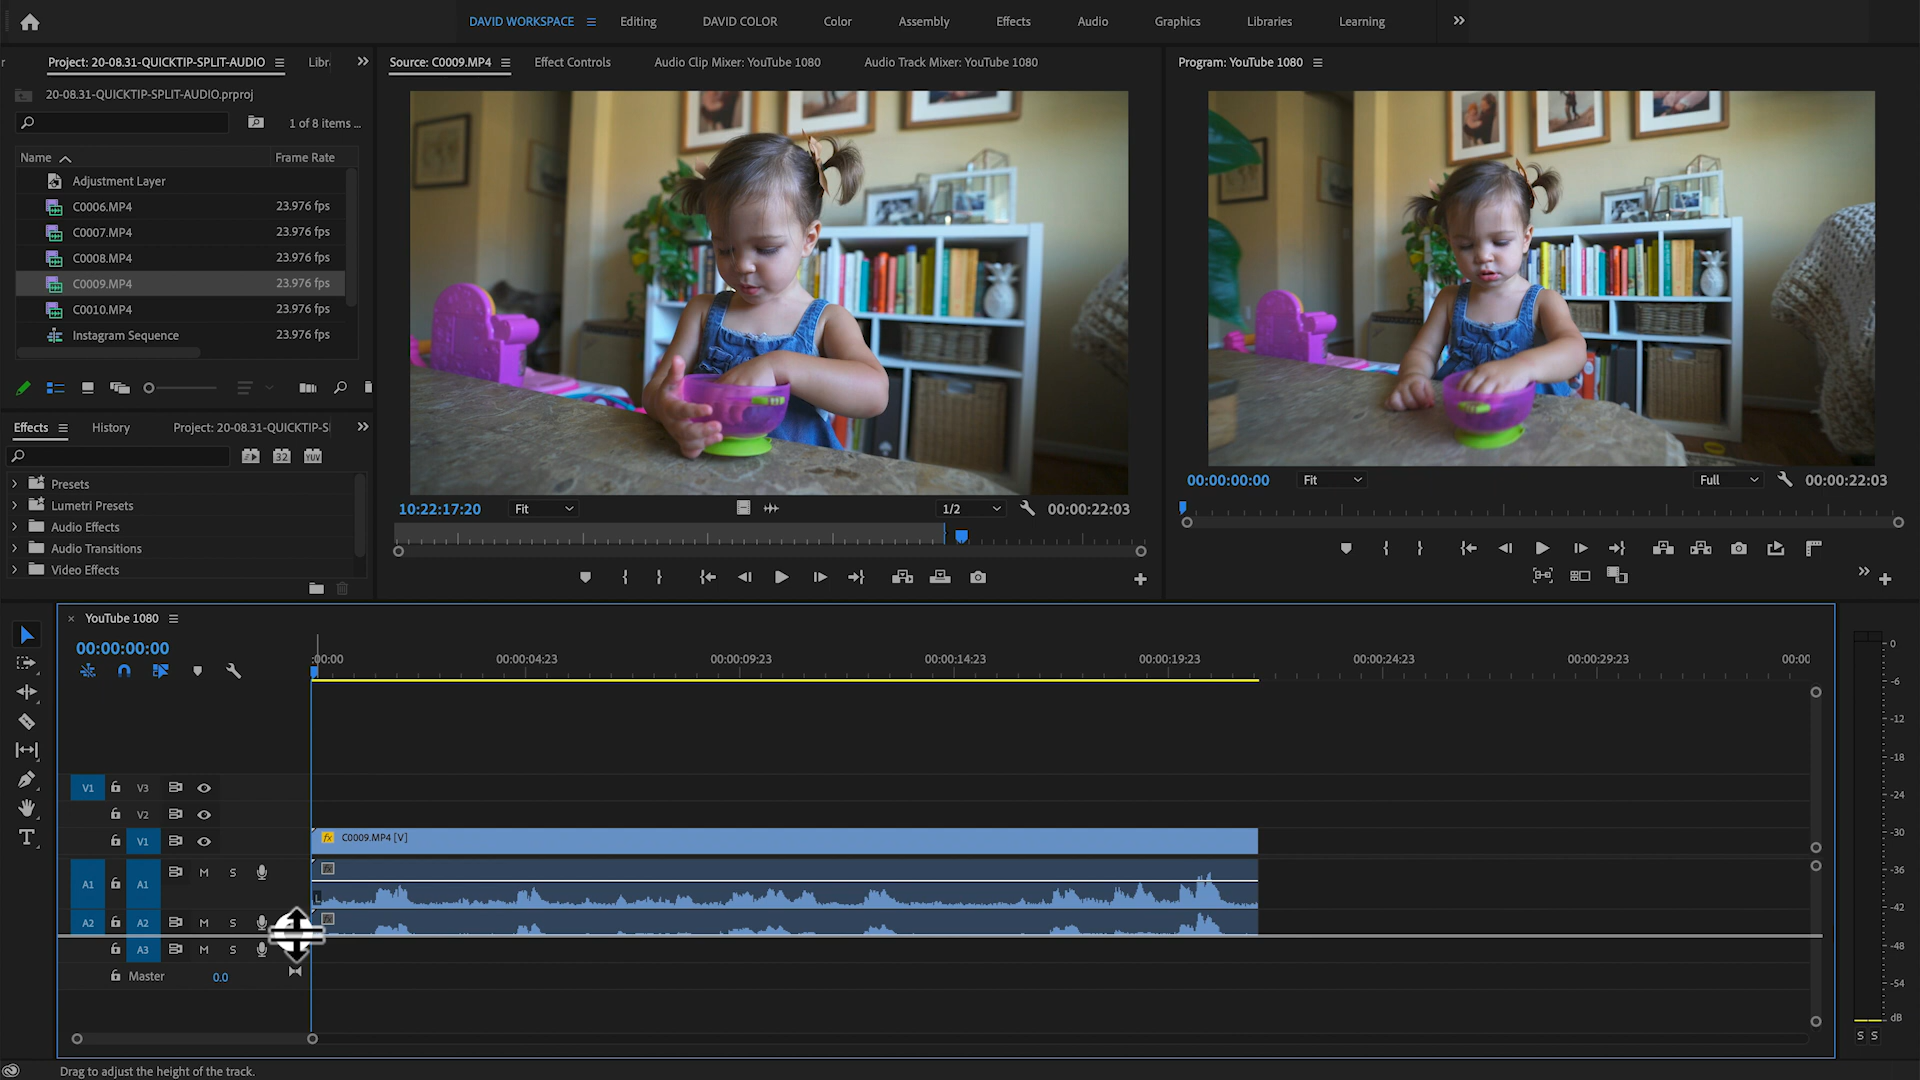 DAVID WORKSPACE Editing DAVID COLOR Color Assembly Effects Audio Graphics Libraries Learning
Project: 20-08.31-QUICKTIP-SPLIT-AUDIO Libr
20-08.31-QUICKTIP-SPLIT-AUDIO.prproj
1 of 8 items ...
Name Frame Rate
Adjustment Layer
C0006.MP4 23.976 fps
C0007.MP4 23.976 fps
C0008.MP4 23.976 fps
C0009.MP4 23.976 fps
C0010.MP4 23.976 fps
Instagram Sequence 23.976 fps
Effects History Project: 20-08.31-QUICKTIP-S
32 YUV
Presets
Lumetri Presets
Audio Effects
Audio Transitions
Video Effects
Source: C0009.MP4 Effect Controls Audio Clip Mixer: YouTube 1080 Audio Track Mixer: YouTube 1080
10:22:17:20 Fit 1/2 00:00:22:03
Program: YouTube 1080
00:00:00:00 Fit Full 00:00:22:03
× YouTube 1080
00:00:00:00
:00:00 00:00:04:23 00:00:09:23 00:00:14:23 00:00:19:23 00:00:24:23 00:00:29:23 00:00
V1 V3
V2
V1 fx C0009.MP4 [V]
A1 A1 M S fx
L
A2 A2 M S fx
A3 M S
Master 0.0
0
-6
-12
-18
-24
-30
-36
-42
-48
-54
dB
S S
T
Drag to adjust the height of the track.